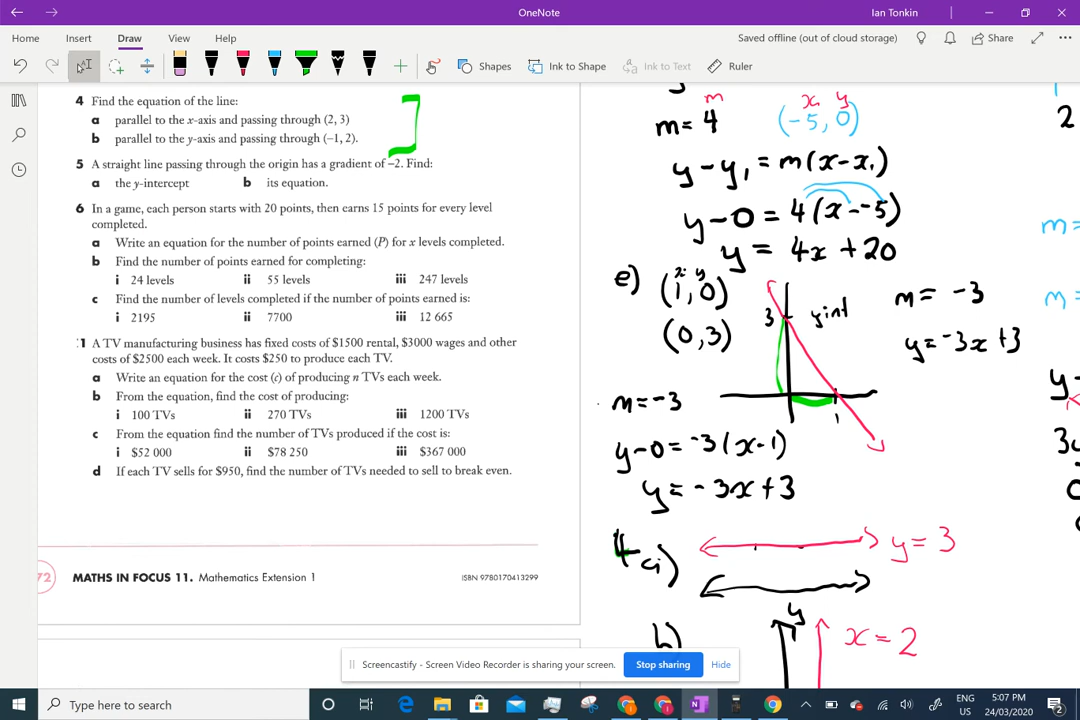 OneNote
Ian Tonkin
Home Insert Draw View Help
Saved offline (out of cloud storage)
Share
Shapes
Ink to Shape
Ink to Text
Ruler
4 Find the equation of the line:
a parallel to the x-axis and passing through (2, 3)
b parallel to the y-axis and passing through (−1, 2).
5 A straight line passing through the origin has a gradient of −2. Find:
a the y-intercept b its equation.
6 In a game, each person starts with 20 points, then earns 15 points for every level
completed.
a Write an equation for the number of points earned (P) for x levels completed.
b Find the number of points earned for completing:
i 24 levels ii 55 levels iii 247 levels
c Find the number of levels completed if the number of points earned is:
i 2195 ii 7700 iii 12 665
1 A TV manufacturing business has fixed costs of $1500 rental, $3000 wages and other
costs of $2500 each week. It costs $250 to produce each TV.
a Write an equation for the cost (c) of producing n TVs each week.
b From the equation, find the cost of producing:
i 100 TVs ii 270 TVs iii 1200 TVs
c From the equation find the number of TVs produced if the cost is:
i $52 000 ii $78 250 iii $367 000
d If each TV sells for $950, find the number of TVs needed to sell to break even.
72 MATHS IN FOCUS 11. Mathematics Extension 1 ISBN 9780170413299
m x y
m = 4 (-5, 0)
y - y₁ = m(x - x₁)
y - 0 = 4(x - -5)
y = 4x + 20
x y
e) (1, 0)
(0, 3)
3 y int
1
m = -3
y = -3x + 3
m = -3
y - 0 = -3(x - 1)
y = -3x + 3
4 a) y = 3
b) y x = 2
2
m =
m =
Screencastify - Screen Video Recorder is sharing your screen.
Stop sharing
Hide
Type here to search
ENG
US
5:07 PM
24/03/2020
2